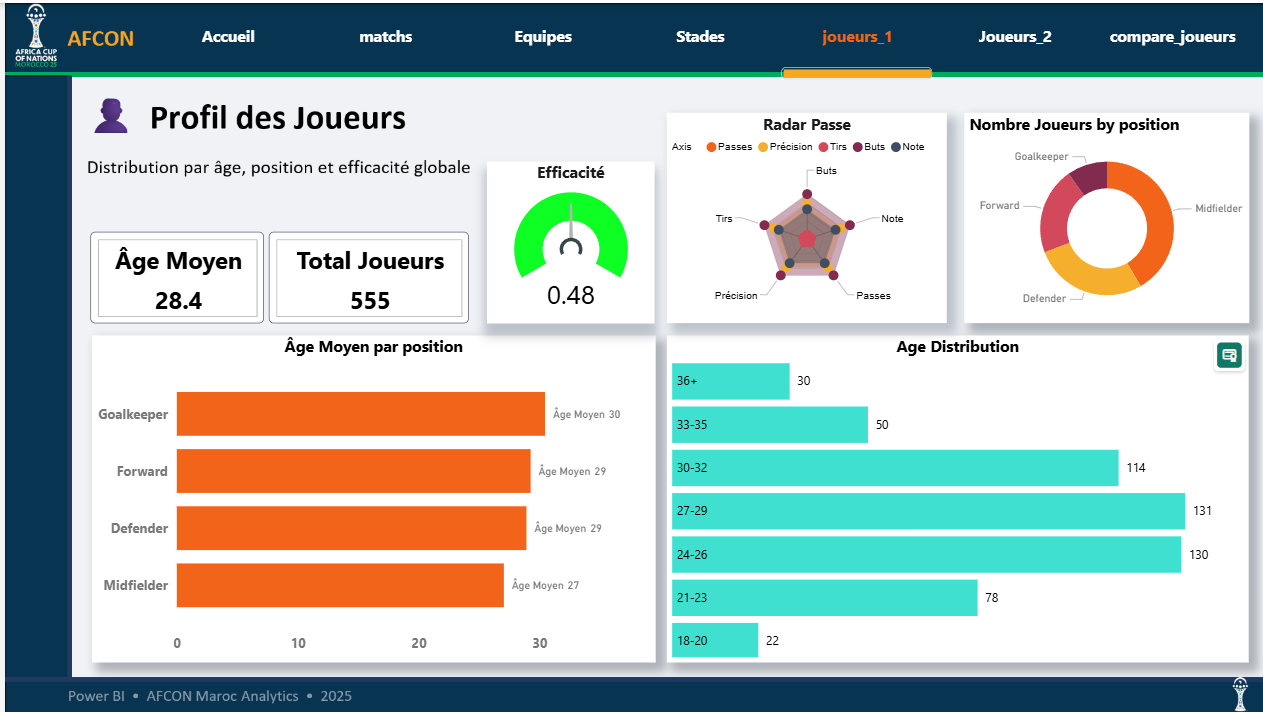 AFRICA CUP
OF NATIONS
MOROCCO 25
AFCON
Accueil
matchs
Equipes
Stades
joueurs_1
Joueurs_2
compare_joueurs
Profil des Joueurs
Distribution par âge, position et efficacité globale
Âge Moyen
28.4
Total Joueurs
555
Efficacité
0.48
Radar Passe
Axis Passes Précision Tirs Buts Note
Buts
Tirs
Note
Précision
Passes
Nombre Joueurs by position
Goalkeeper
Forward
Midfielder
Defender
Âge Moyen par position
Goalkeeper Âge Moyen 30
Forward Âge Moyen 29
Defender Âge Moyen 29
Midfielder Âge Moyen 27
0 10 20 30
Age Distribution
36+ 30
33-35 50
30-32 114
27-29 131
24-26 130
21-23 78
18-20 22
Power BI • AFCON Maroc Analytics • 2025